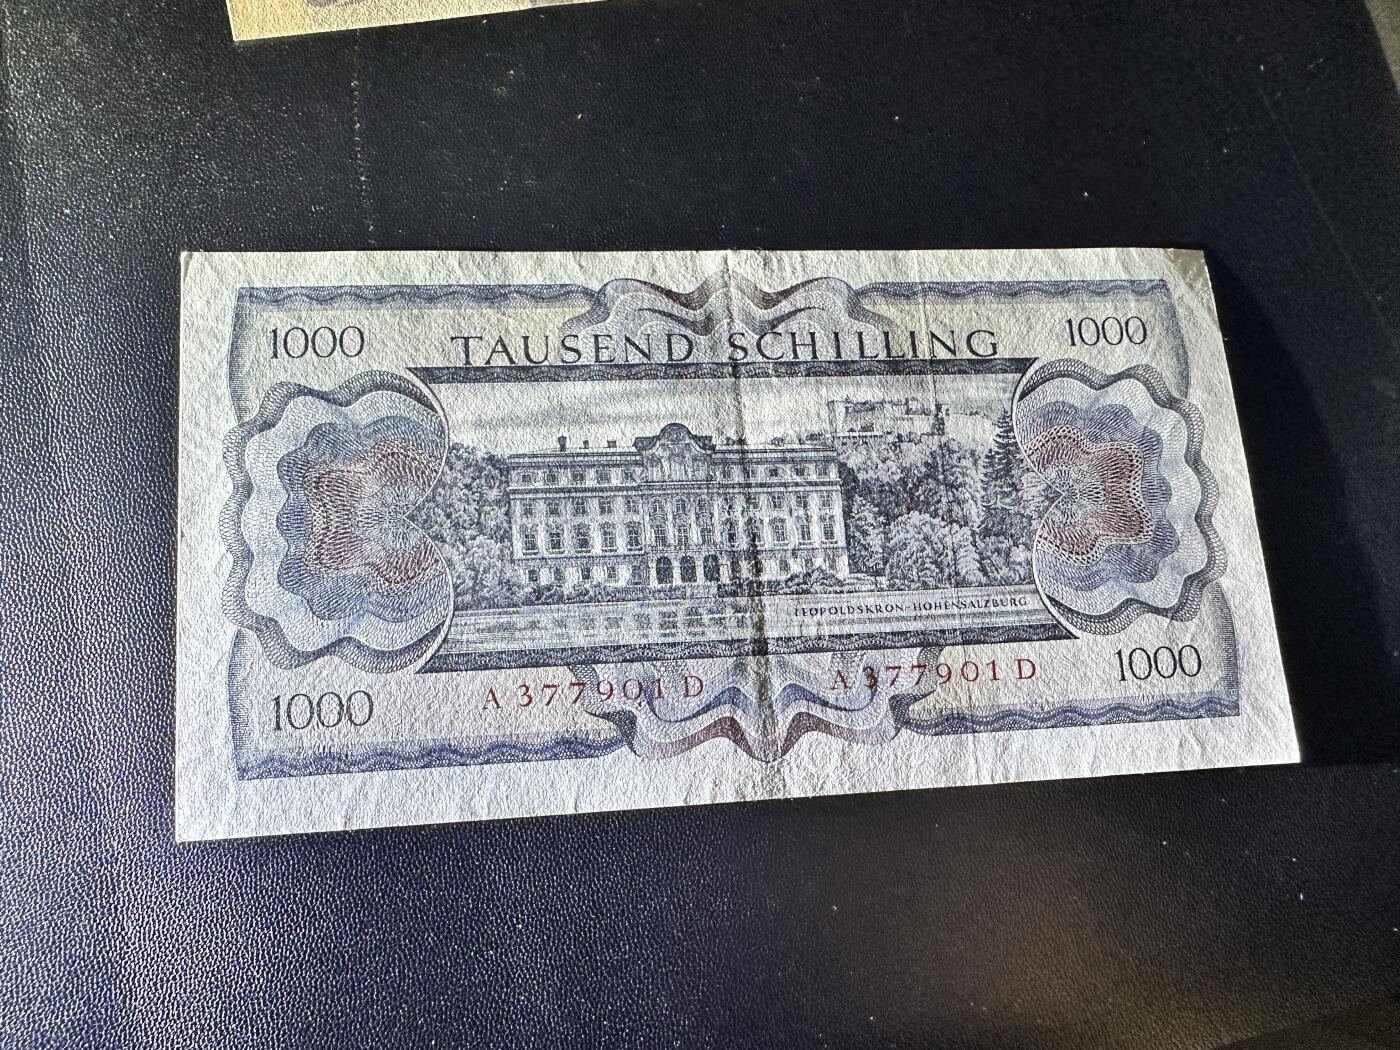 1000 TAUSEND SCHILLING 1000
LEOPOLDSKRON-HOHENSALZBURG
A 377901 D A 377901 D
1000 1000